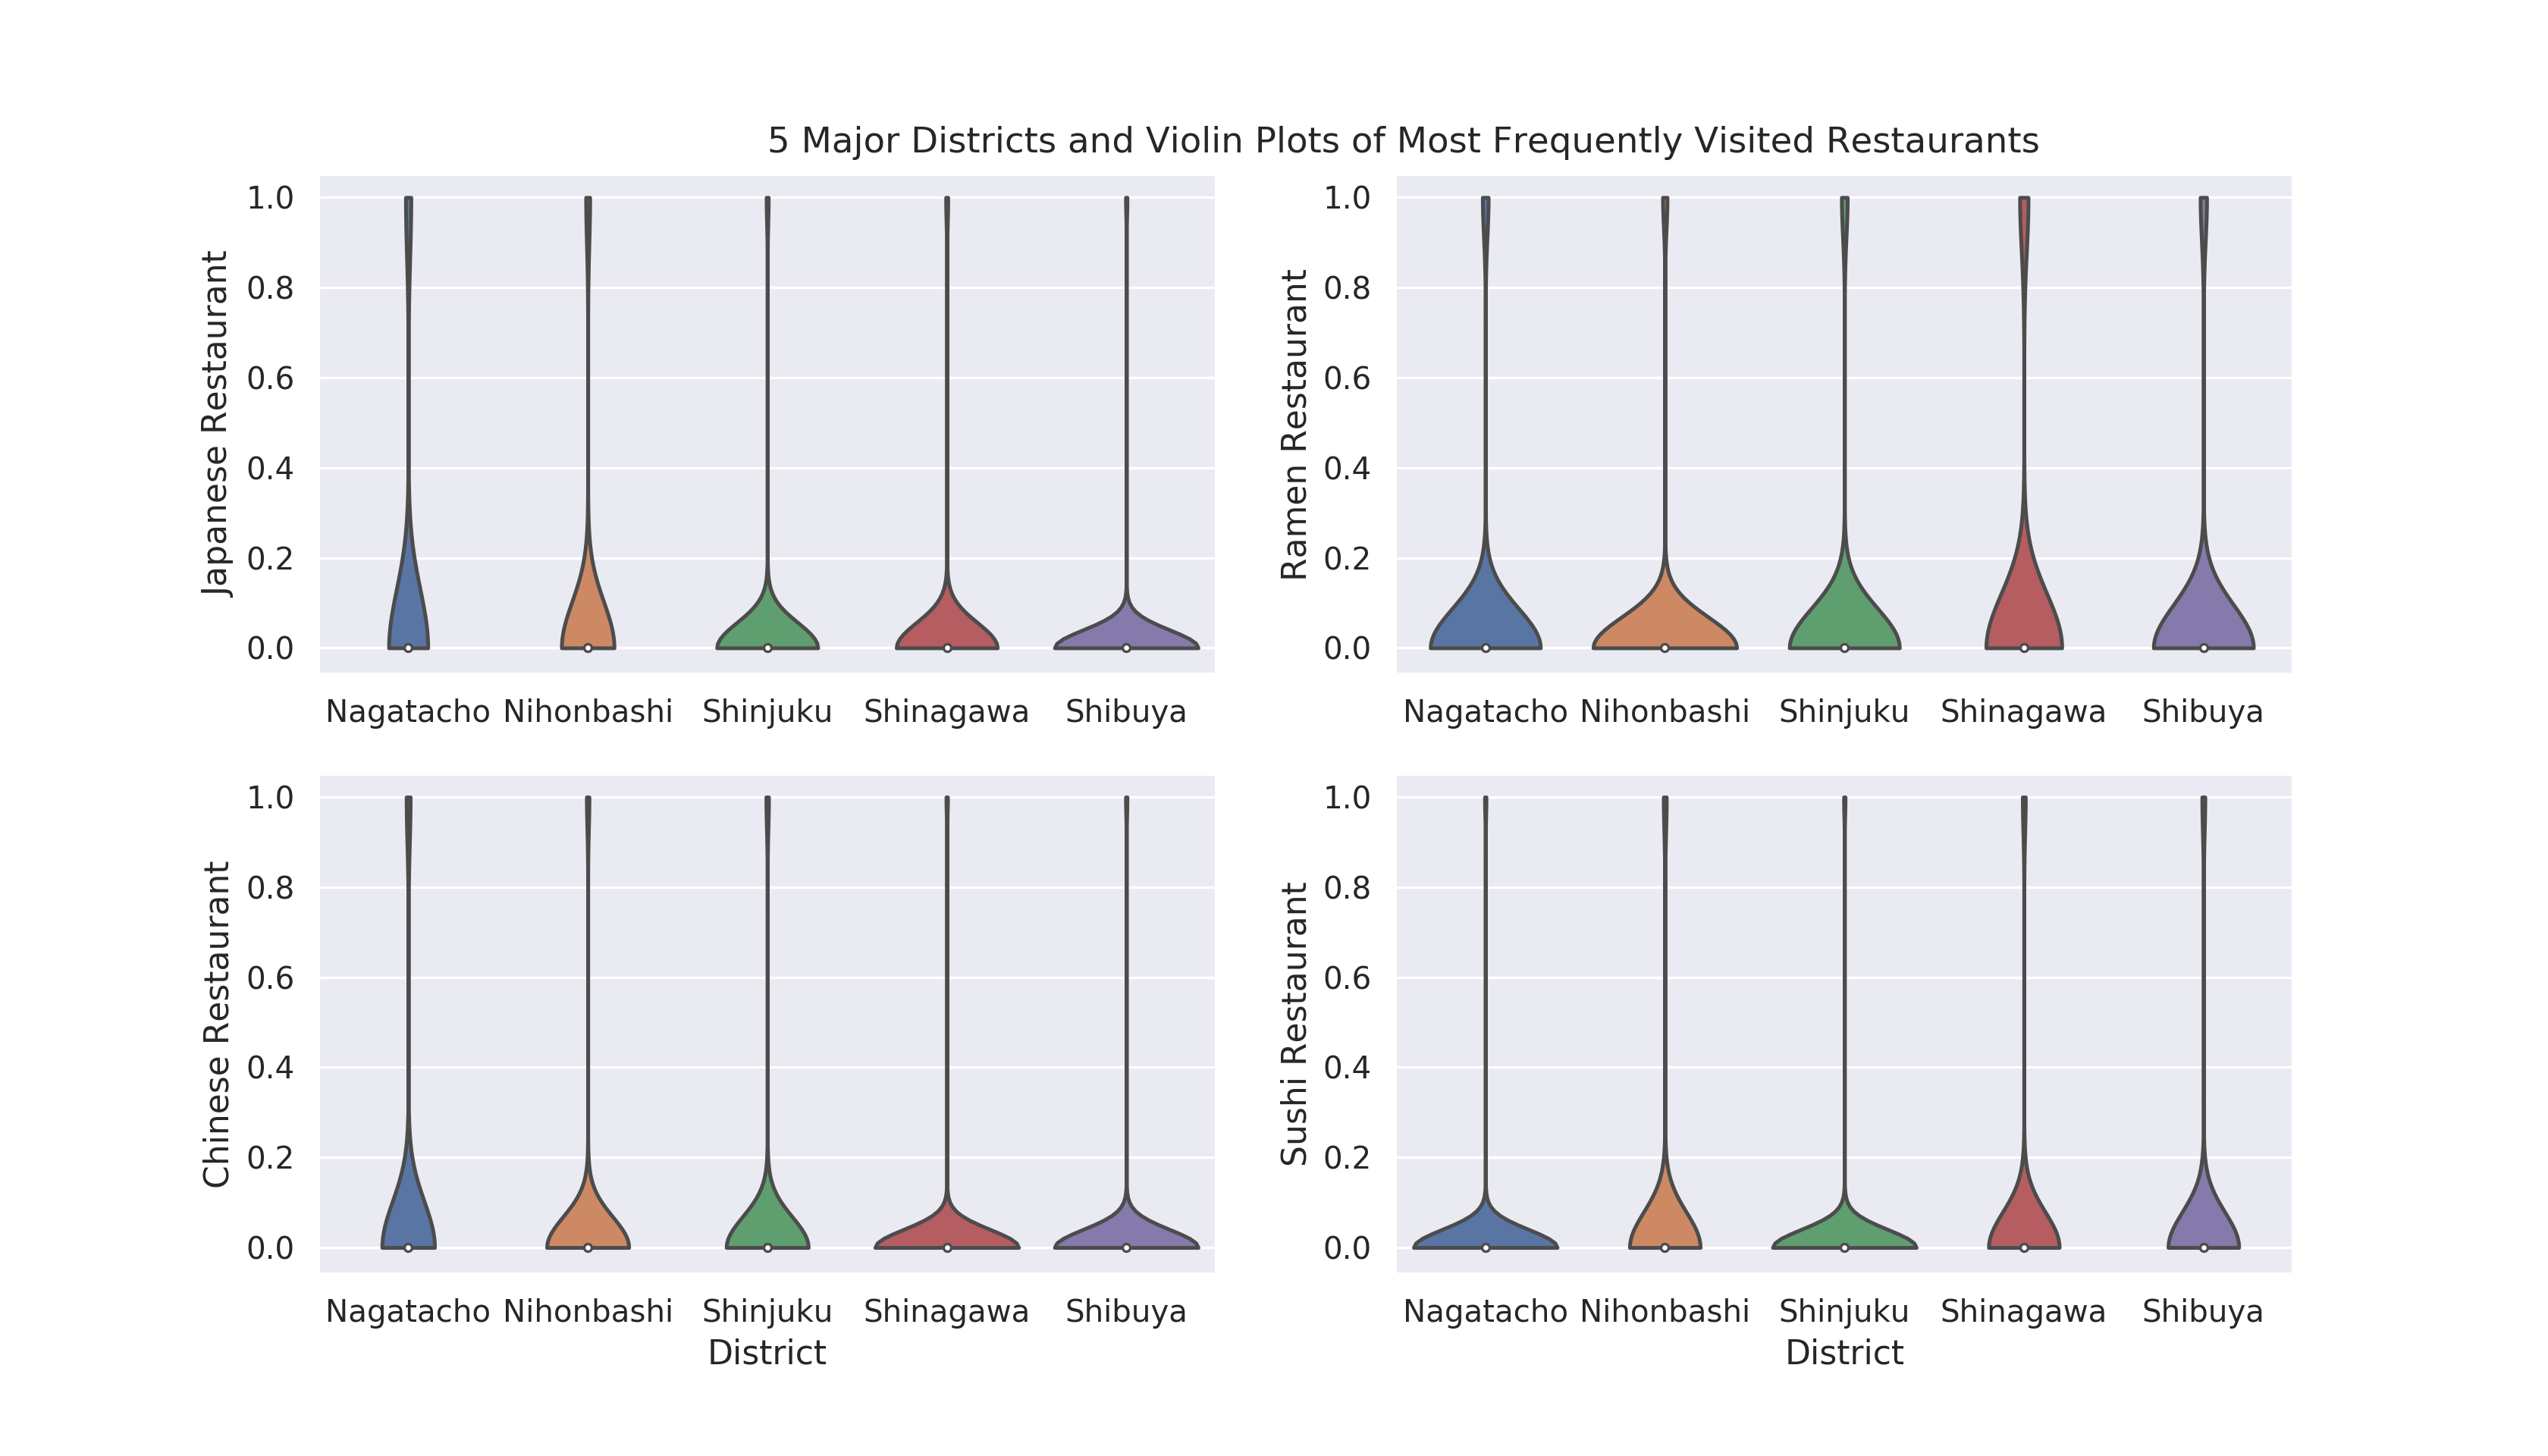 5 Major Districts and Violin Plots of Most Frequently Visited Restaurants
Japanese Restaurant
1.0
0.8
0.6
0.4
0.2
0.0
Nagatacho Nihonbashi Shinjuku Shinagawa Shibuya
Ramen Restaurant
1.0
0.8
0.6
0.4
0.2
0.0
Nagatacho Nihonbashi Shinjuku Shinagawa Shibuya
Chinese Restaurant
1.0
0.8
0.6
0.4
0.2
0.0
Nagatacho Nihonbashi Shinjuku Shinagawa Shibuya
District
Sushi Restaurant
1.0
0.8
0.6
0.4
0.2
0.0
Nagatacho Nihonbashi Shinjuku Shinagawa Shibuya
District